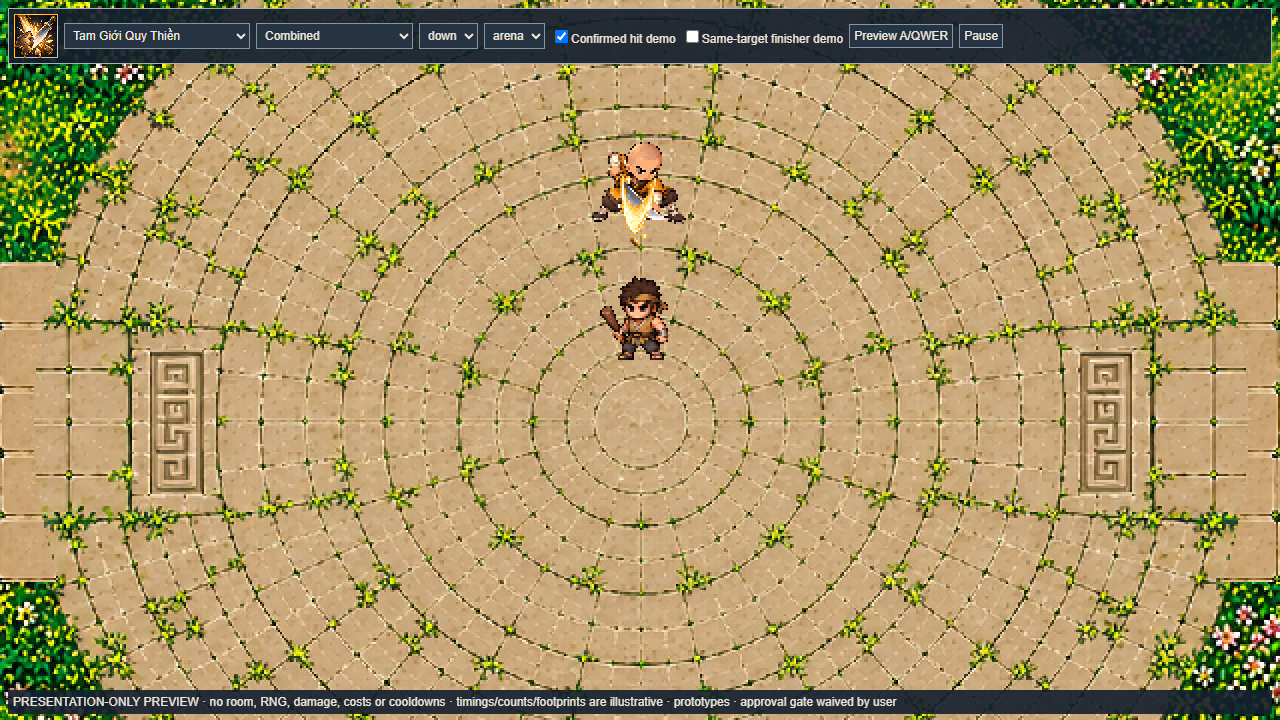 Tam Giới Quy Thiền Combined down arena Confirmed hit demo Same-target finisher demo Preview A/QWER Pause
PRESENTATION-ONLY PREVIEW · no room, RNG, damage, costs or cooldowns · timings/counts/footprints are illustrative · prototypes · approval gate waived by user